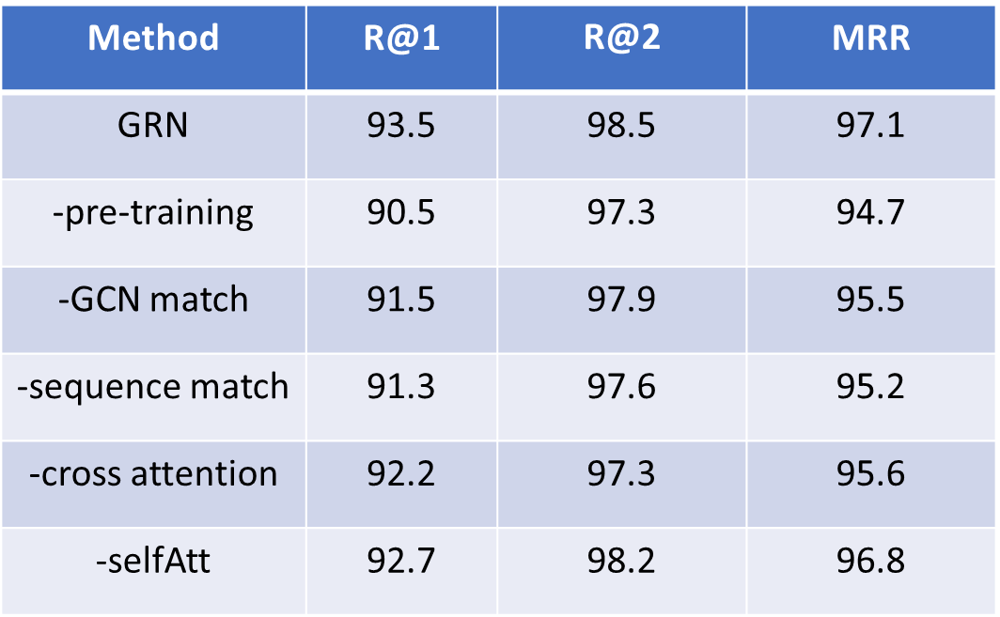 Method R@1 R@2 MRR
GRN 93.5 98.5 97.1
-pre-training 90.5 97.3 94.7
-GCN match 91.5 97.9 95.5
-sequence match 91.3 97.6 95.2
-cross attention 92.2 97.3 95.6
-selfAtt 92.7 98.2 96.8